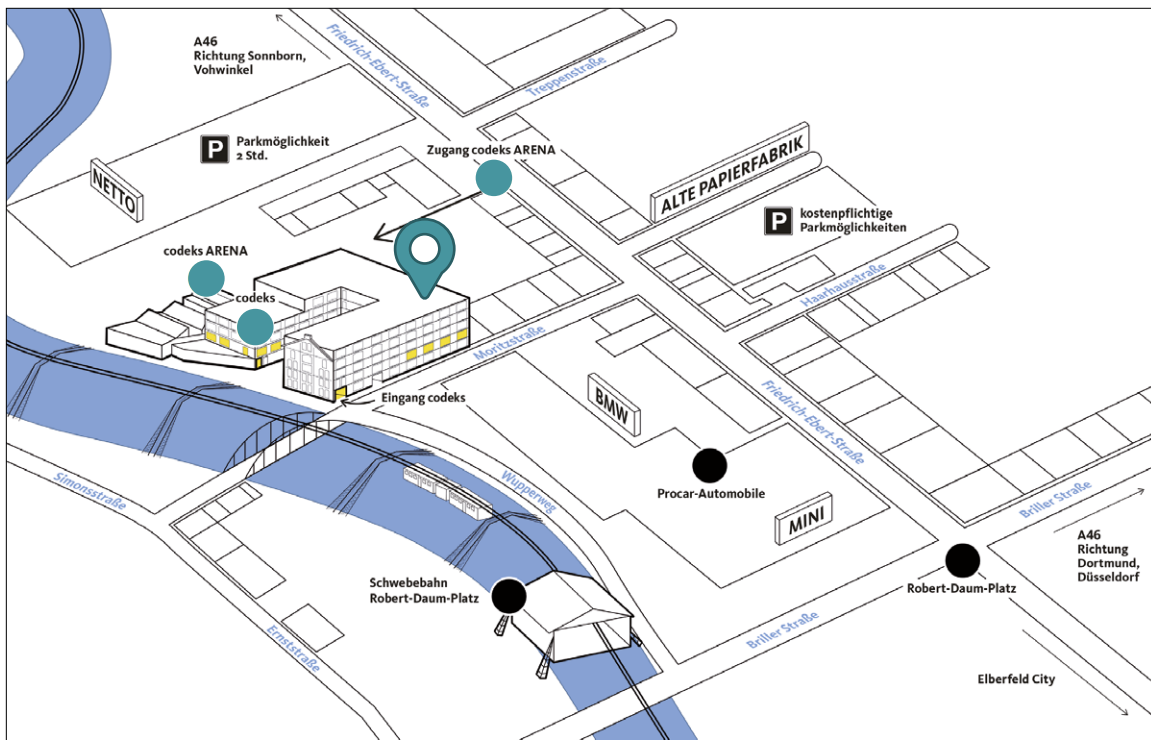 A46
Richtung Sonnborn,
Vohwinkel
Friedrich-Ebert-Straße
Treppenstraße
P
Parkmöglichkeit
2 Std.
NETTO
Zugang codeks ARENA
ALTE PAPIERFABRIK
P
kostenpflichtige
Parkmöglichkeiten
codeks ARENA
codeks
Haarhausstraße
Moritzstraße
Eingang codeks
BMW
Friedrich-Ebert-Straße
Simonsstraße
Wupperweg
Procar-Automobile
MINI
Briller Straße
A46
Richtung
Dortmund,
Düsseldorf
Schwebebahn
Robert-Daum-Platz
Robert-Daum-Platz
Briller Straße
Ernststraße
Elberfeld City